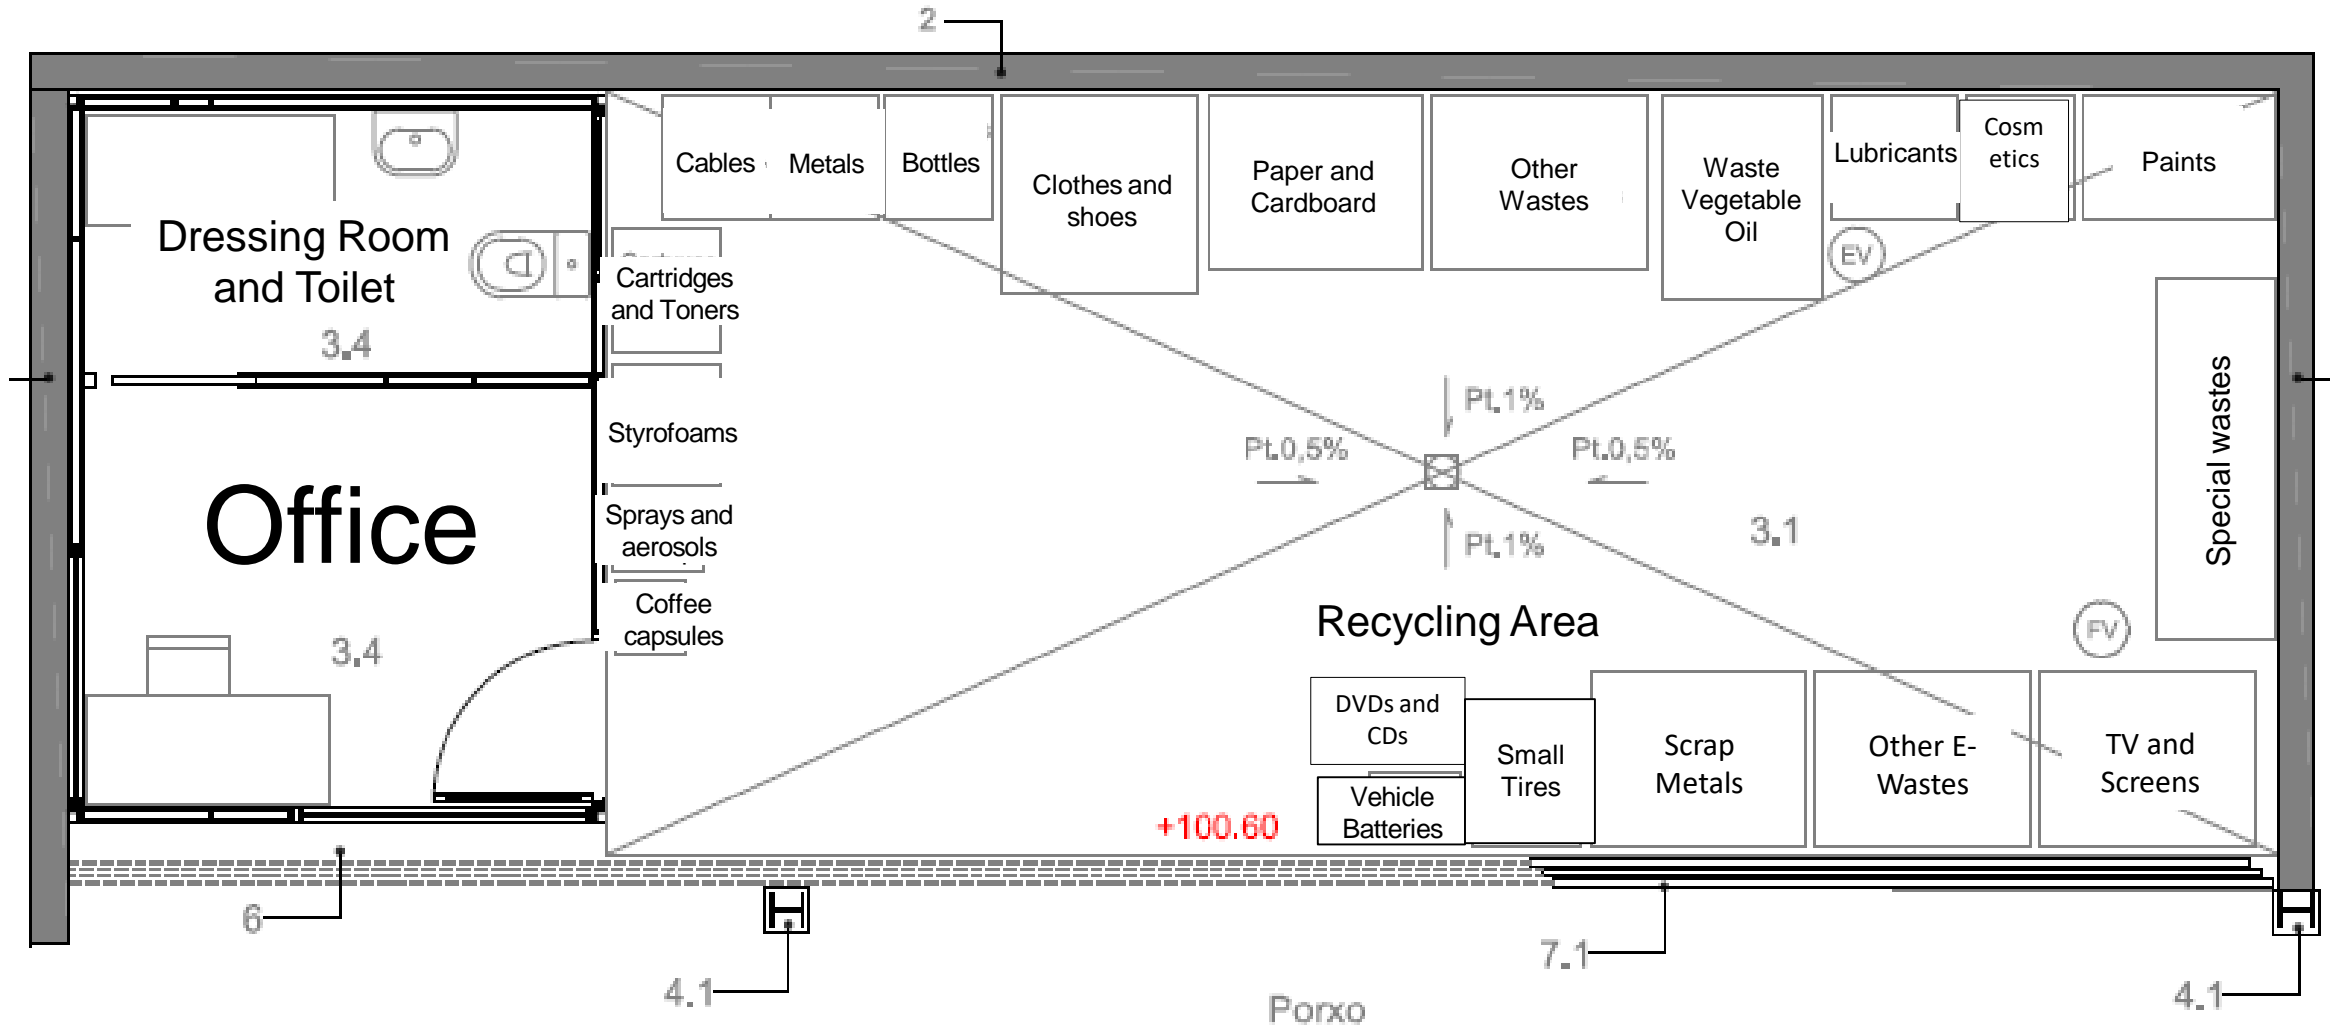 2
Cables
Metals
Bottles
Clothes and
shoes
Paper and
Cardboard
Other
Wastes
Waste
Vegetable
Oil
Lubricants
Cosm
etics
Paints
Dressing Room
and Toilet
3.4
Cartridges
and Toners
EV
Styrofoams
Pt.1%
Pt.0,5%
Pt.0,5%
Pt.1%
3.1
Special wastes
Office
3.4
Sprays and
aerosols
Coffee
capsules
Recycling Area
FV
DVDs and
CDs
Vehicle
Batteries
Small
Tires
Scrap
Metals
Other E-
Wastes
TV and
Screens
+100.60
6
4.1
7.1
4.1
Porxo